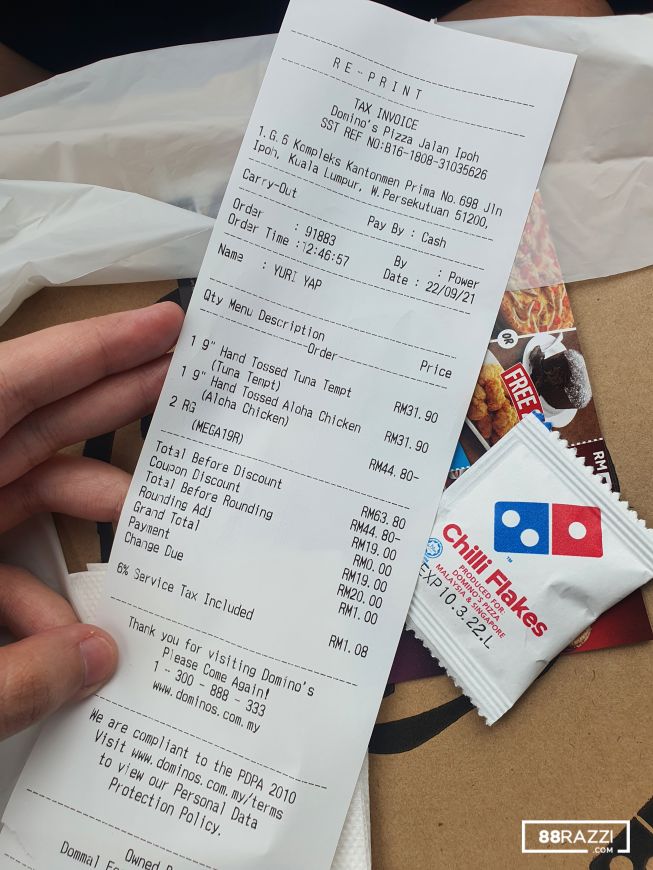 RE-PRINT
TAX INVOICE
Domino's Pizza Jalan Ipoh
SST REF NO:B16-1808-31035626
1.G.6 Kompleks Kantonmen Prima No.698 Jln
Ipoh, Kuala Lumpur, W.Persekutuan 51200,
Carry-Out Pay By : Cash
Order : 91883 By : Power
Order Time :12:46:57 Date : 22/09/21
Name : YURI YAP
Qty Menu Description Price
Order
1 9" Hand Tossed Tuna Tempt RM31.90
(Tuna Tempt)
1 9" Hand Tossed Aloha Chicken RM31.90
(Aloha Chicken)
2 RG RM44.80-
(MEGA19R)
Total Before Discount RM63.80
Coupon Discount RM44.80-
Total Before Rounding RM19.00
Rounding Adj RM0.00
Grand Total RM19.00
Payment RM20.00
Change Due RM1.00
6% Service Tax Included RM1.08
Thank you for visiting Domino's
Please Come Again!
1 - 300 - 888 - 333
www.dominos.com.my
We are compliant to the PDPA 2010
Visit www.dominos.com.my/terms
to view our Personal Data
Protection Policy.
Owned
Dommal
OR
FREE
RM
Chilli Flakes
PRODUCED FOR:
DOMINO'S PIZZA
MALAYSIA & SINGAPORE
EXP10.3.22.L
88RAZZI
.COM